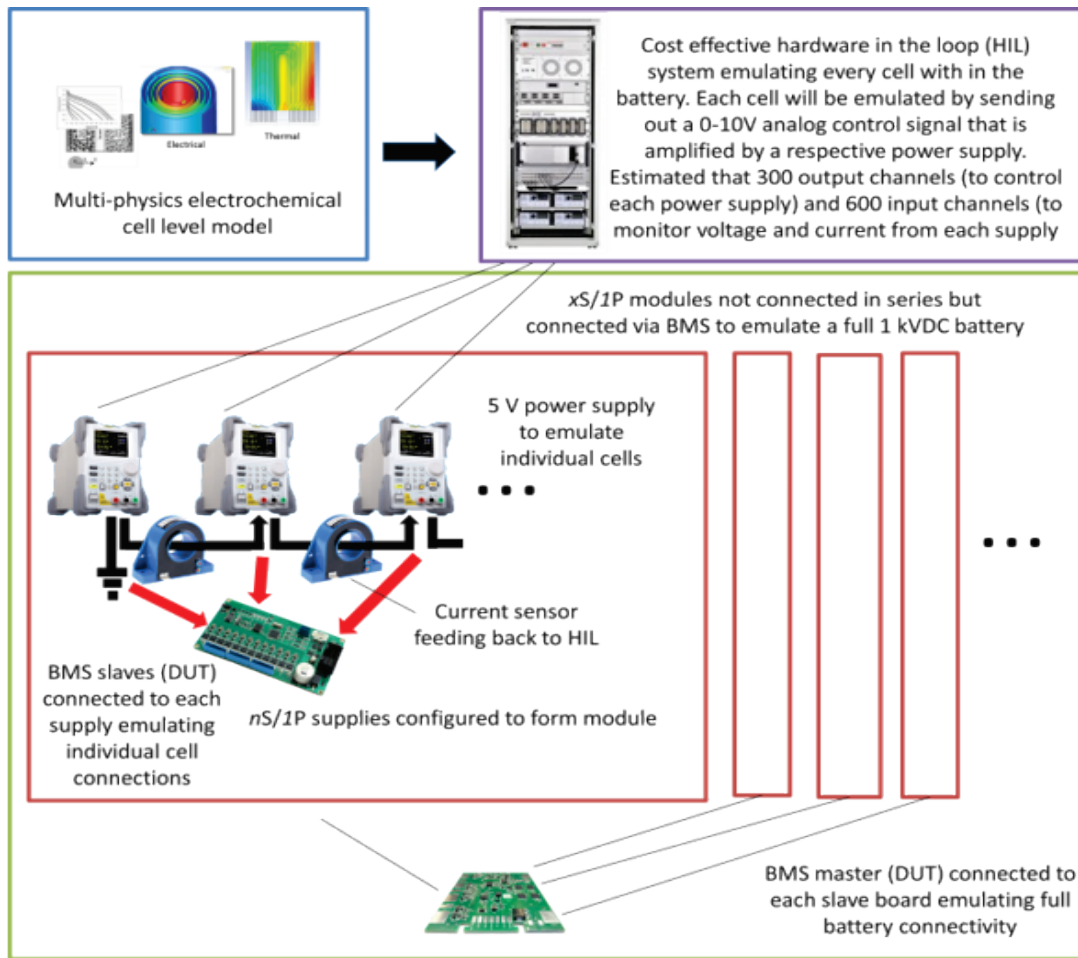 Electrical
Thermal
Multi-physics electrochemical
cell level model
Cost effective hardware in the loop (HIL)
system emulating every cell with in the
battery. Each cell will be emulated by sending
out a 0-10V analog control signal that is
amplified by a respective power supply.
Estimated that 300 output channels (to control
each power supply) and 600 input channels (to
monitor voltage and current from each supply
xS/1P modules not connected in series but
connected via BMS to emulate a full 1 kVDC battery
5 V power supply
to emulate
individual cells
Current sensor
feeding back to HIL
BMS slaves (DUT)
connected to each
supply emulating
individual cell
connections
nS/1P supplies configured to form module
BMS master (DUT) connected to
each slave board emulating full
battery connectivity